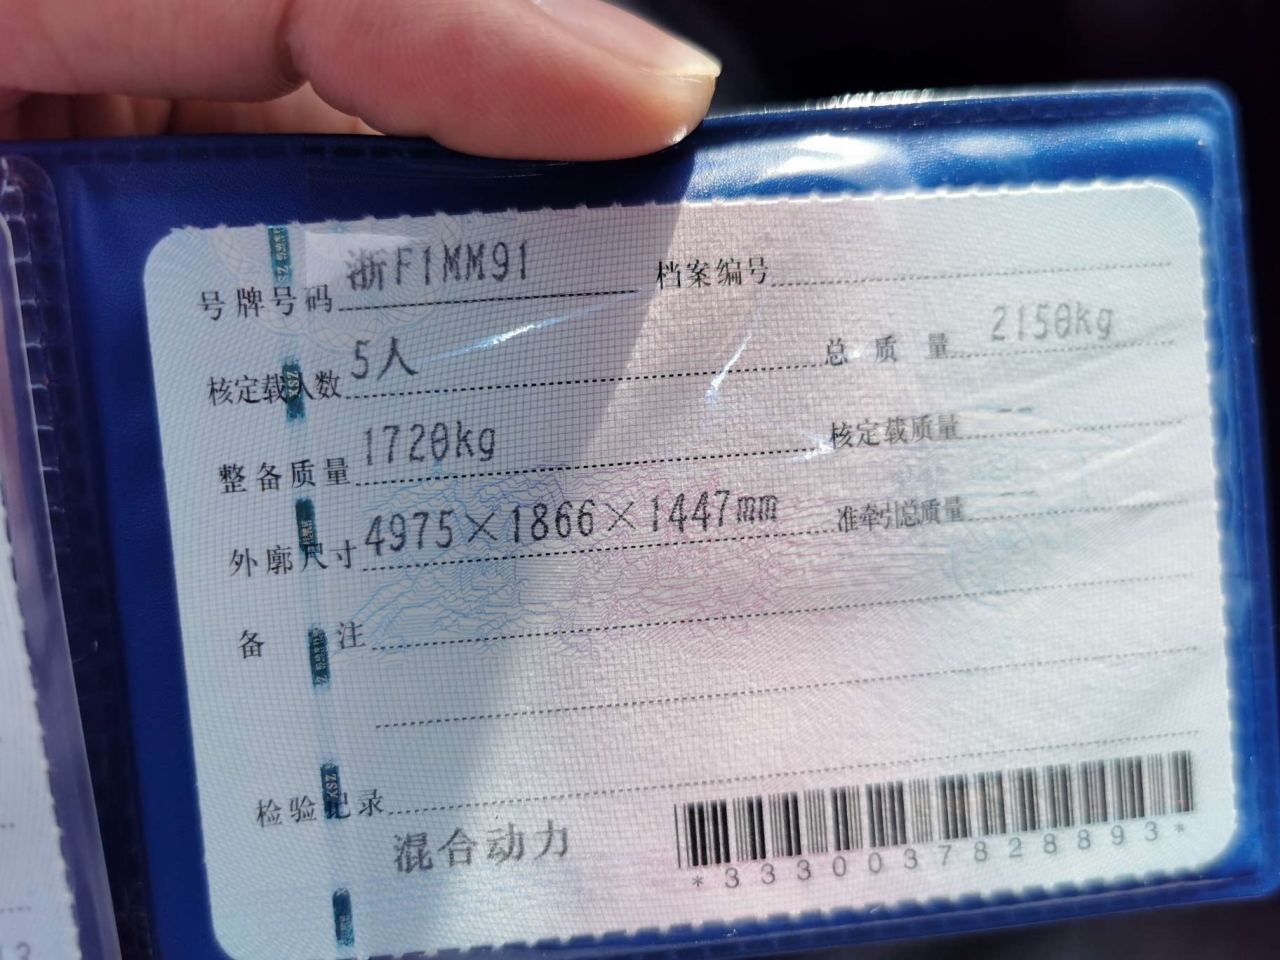 号牌号码 浙F1MM91 档案编号
核定载人数 5人 总质量 2150kg
整备质量 1720kg 核定载质量 --
外廓尺寸 4975×1866×1447mm 准牵引总质量 --
备注
检验记录
混合动力
*3330037828893*